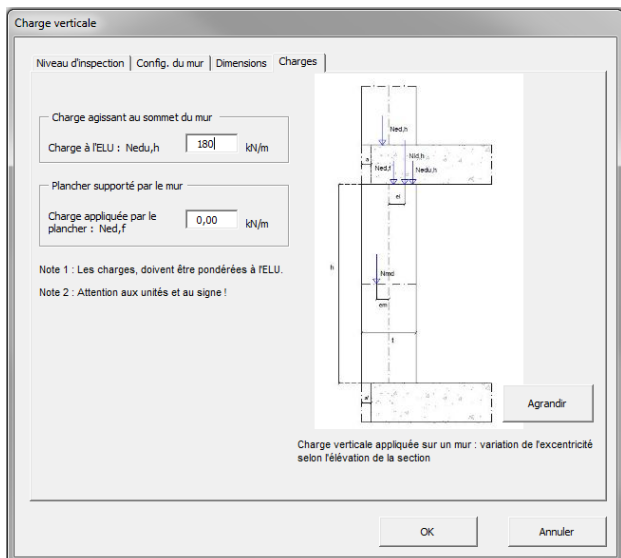 Charge verticale
Niveau d'inspection
Config. du mur
Dimensions
Charges
Charge agissant au sommet du mur
Charge à l'ELU : Nedu,h
180
kN/m
Plancher supporté par le mur
Charge appliquée par le
plancher : Ned,f
0,00
kN/m
Note 1 : Les charges, doivent être pondérées à l'ELU.
Note 2 : Attention aux unités et au signe !
Ned,h
a
Nid,h
Ned,f
Nedu,h
ei
h
Nmd
em
t
a'
Agrandir
Charge verticale appliquée sur un mur : variation de l'excentricité
selon l'élévation de la section
OK
Annuler